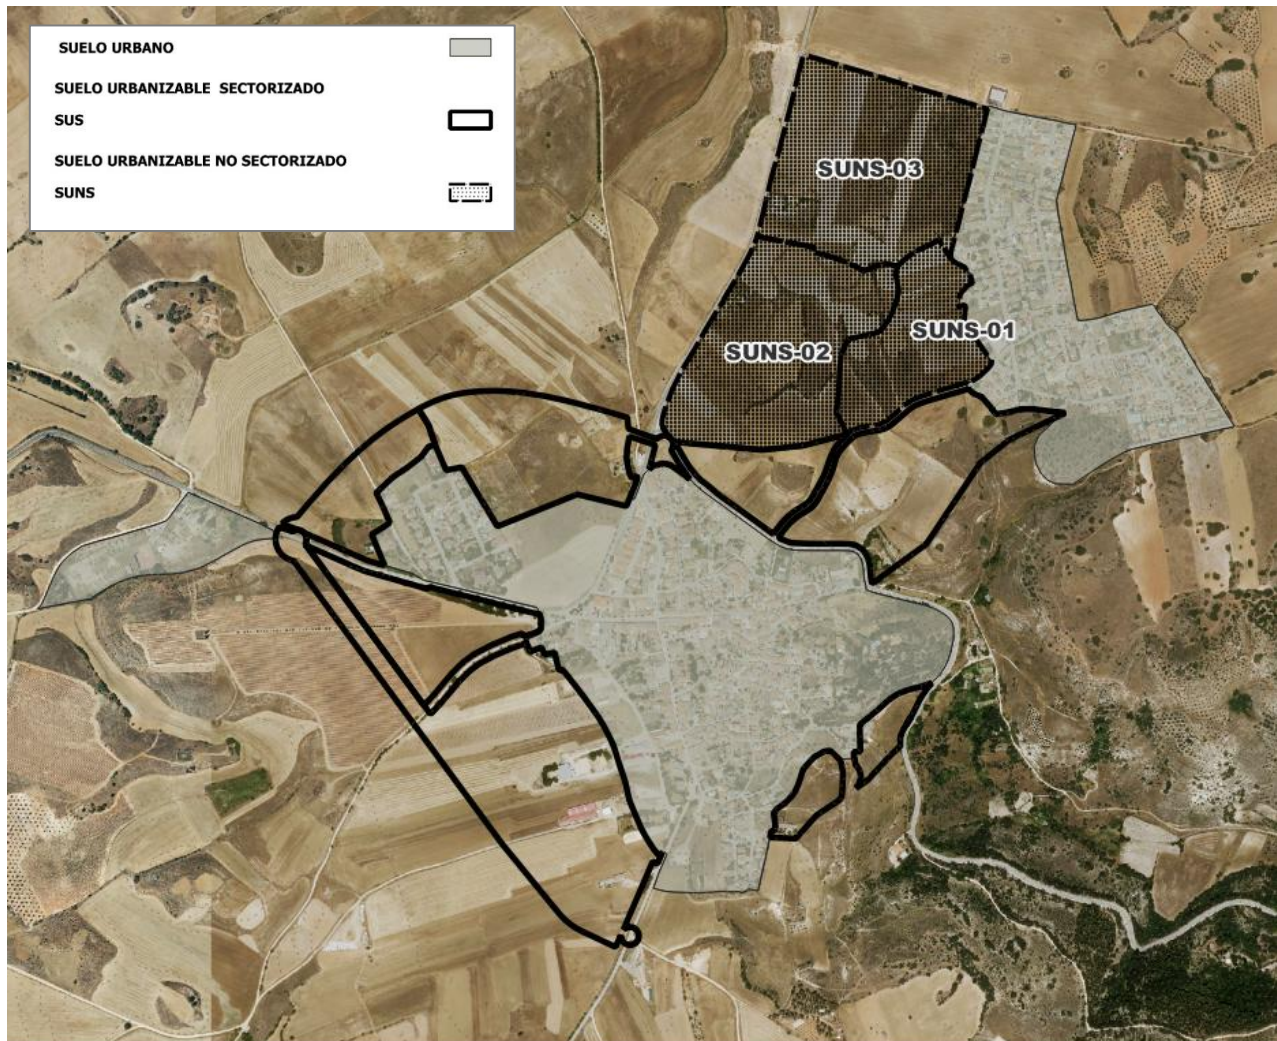 SUELO URBANO
SUELO URBANIZABLE SECTORIZADO
SUS
SUELO URBANIZABLE NO SECTORIZADO
SUNS
SUNS-03
SUNS-01
SUNS-02